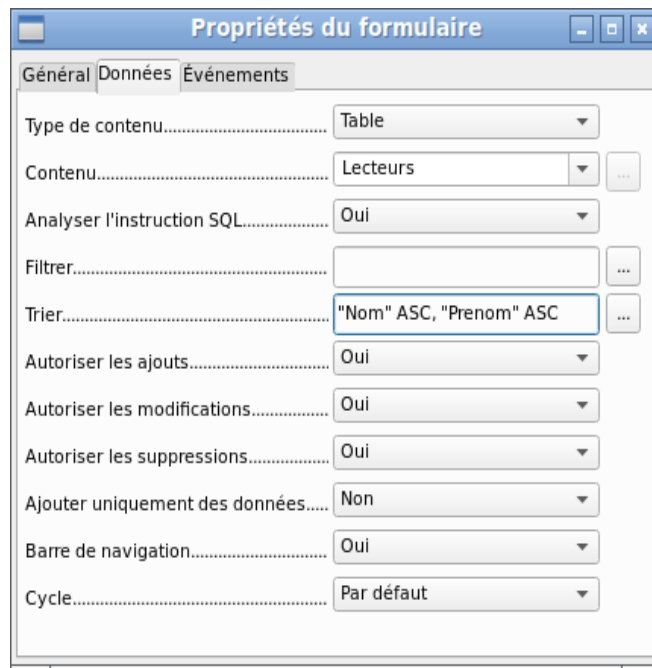 Propriétés du formulaire
Général Données Événements
Type de contenu..................................... Table
Contenu.................................................... Lecteurs ...
Analyser l'instruction SQL................... Oui
Filtrer......................................................... ...
Trier........................................................... "Nom" ASC, "Prenom" ASC ...
Autoriser les ajouts............................... Oui
Autoriser les modifications................. Oui
Autoriser les suppressions.................. Oui
Ajouter uniquement des données..... Non
Barre de navigation............................... Oui
Cycle.......................................................... Par défaut